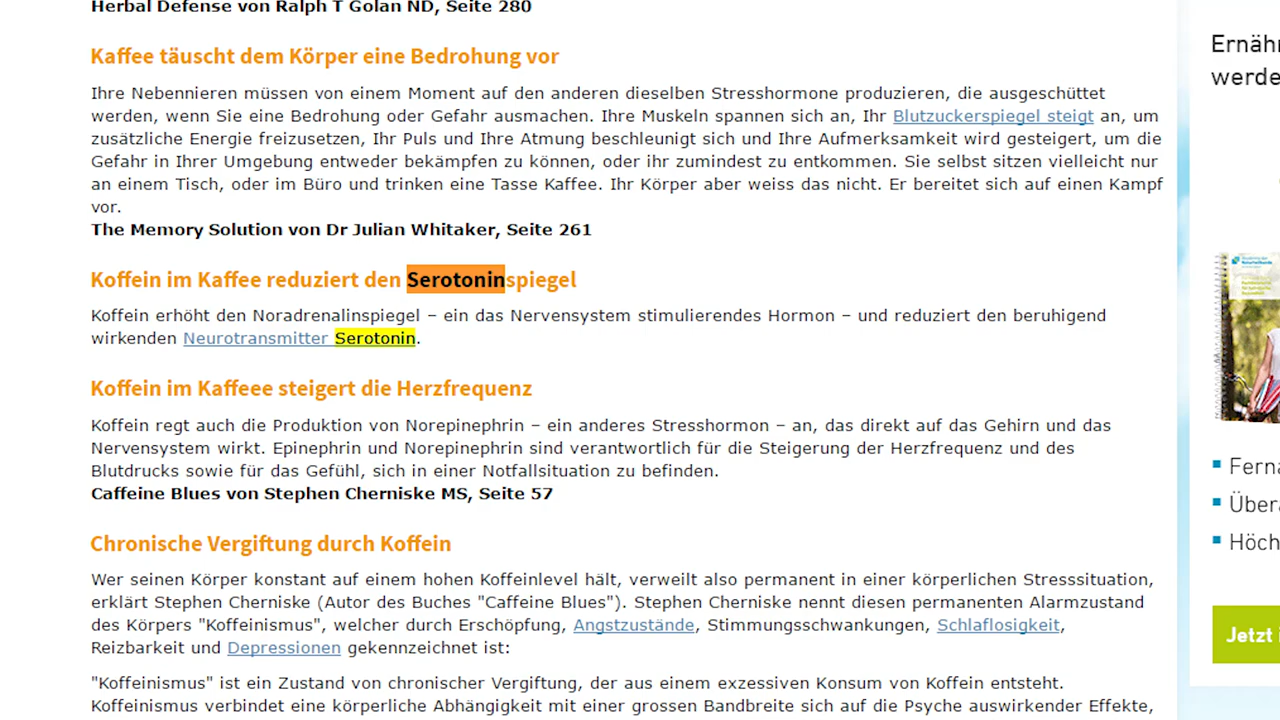 Herbal Defense von Ralph T Golan ND, Seite 280
Kaffee täuscht dem Körper eine Bedrohung vor
Ihre Nebennieren müssen von einem Moment auf den anderen dieselben Stresshormone produzieren, die ausgeschüttet
werden, wenn Sie eine Bedrohung oder Gefahr ausmachen. Ihre Muskeln spannen sich an, Ihr Blutzuckerspiegel steigt an, um
zusätzliche Energie freizusetzen, Ihr Puls und Ihre Atmung beschleunigt sich und Ihre Aufmerksamkeit wird gesteigert, um die
Gefahr in Ihrer Umgebung entweder bekämpfen zu können, oder ihr zumindest zu entkommen. Sie selbst sitzen vielleicht nur
an einem Tisch, oder im Büro und trinken eine Tasse Kaffee. Ihr Körper aber weiss das nicht. Er bereitet sich auf einen Kampf
vor.
The Memory Solution von Dr Julian Whitaker, Seite 261
Koffein im Kaffee reduziert den Serotoninspiegel
Koffein erhöht den Noradrenalinspiegel – ein das Nervensystem stimulierendes Hormon – und reduziert den beruhigend
wirkenden Neurotransmitter Serotonin.
Koffein im Kaffeee steigert die Herzfrequenz
Koffein regt auch die Produktion von Norepinephrin – ein anderes Stresshormon – an, das direkt auf das Gehirn und das
Nervensystem wirkt. Epinephrin und Norepinephrin sind verantwortlich für die Steigerung der Herzfrequenz und des
Blutdrucks sowie für das Gefühl, sich in einer Notfallsituation zu befinden.
Caffeine Blues von Stephen Cherniske MS, Seite 57
Chronische Vergiftung durch Koffein
Wer seinen Körper konstant auf einem hohen Koffeinlevel hält, verweilt also permanent in einer körperlichen Stresssituation,
erklärt Stephen Cherniske (Autor des Buches "Caffeine Blues"). Stephen Cherniske nennt diesen permanenten Alarmzustand
des Körpers "Koffeinismus", welcher durch Erschöpfung, Angstzustände, Stimmungsschwankungen, Schlaflosigkeit,
Reizbarkeit und Depressionen gekennzeichnet ist:
"Koffeinismus" ist ein Zustand von chronischer Vergiftung, der aus einem exzessiven Konsum von Koffein entsteht.
Koffeinismus verbindet eine körperliche Abhängigkeit mit einer grossen Bandbreite sich auf die Psyche auswirkender Effekte,
Ernäh
werde
Ferna
Übera
Höch
Jetzt i